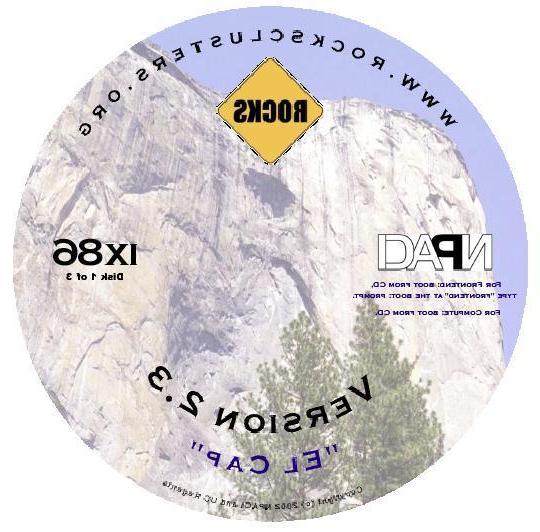 WWW.ROCKSCLUSTERS.ORG
ROCKS
NPACI
ix86
Disk 1 of 3
FOR FRONTEND: BOOT FROM CD,
TYPE "FRONTEND" AT THE BOOT: PROMPT.
FOR COMPUTE: BOOT FROM CD.
VERSION 2.3
"EL CAP"
Copyright (c) 2002 NPACI and UC Regents